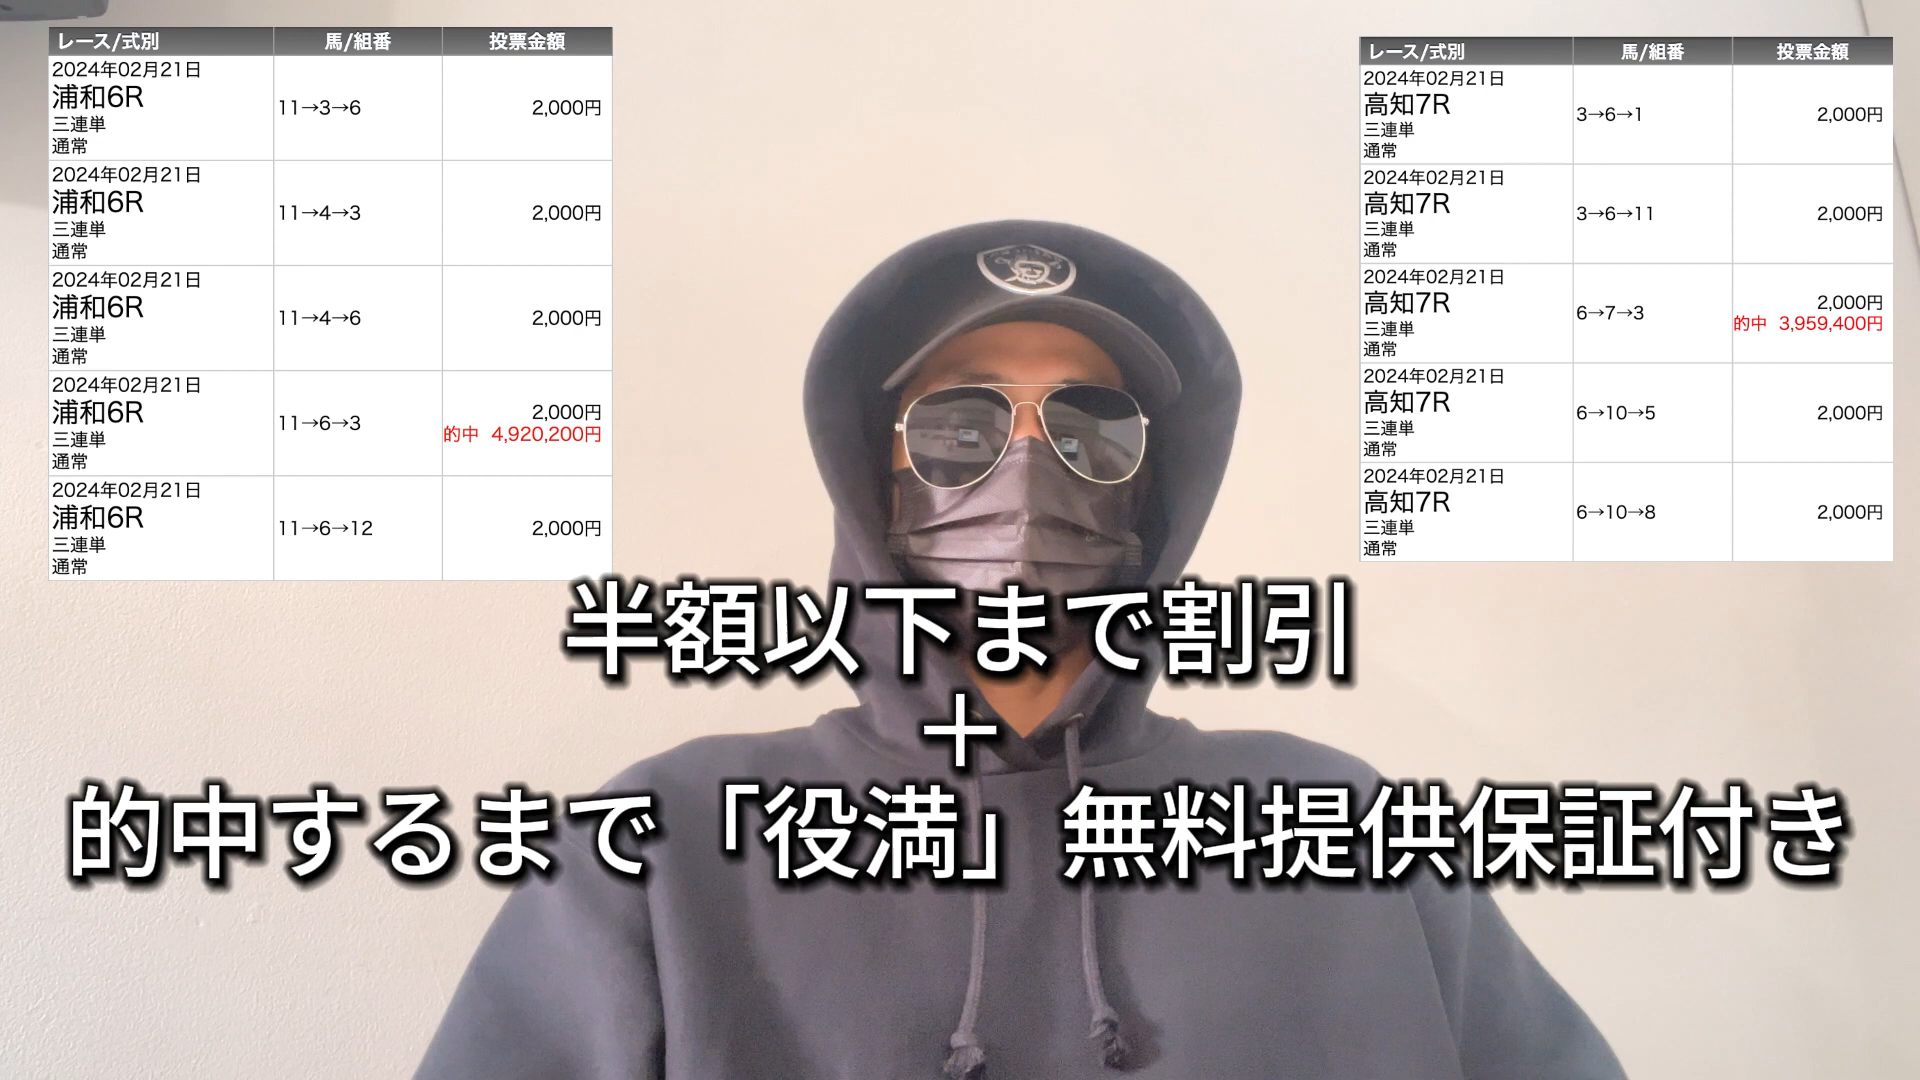 レース/式別 馬/組番 投票金額
2024年02月21日
浦和6R
三連単
通常
11→3→6
2,000円
2024年02月21日
浦和6R
三連単
通常
11→4→3
2,000円
2024年02月21日
浦和6R
三連単
通常
11→4→6
2,000円
2024年02月21日
浦和6R
三連単
通常
11→6→3
2,000円
的中 4,920,200円
2024年02月21日
浦和6R
三連単
通常
11→6→12
2,000円
レース/式別 馬/組番 投票金額
2024年02月21日
高知7R
三連単
通常
3→6→1
2,000円
2024年02月21日
高知7R
三連単
通常
3→6→11
2,000円
2024年02月21日
高知7R
三連単
通常
6→7→3
2,000円
的中 3,959,400円
2024年02月21日
高知7R
三連単
通常
6→10→5
2,000円
2024年02月21日
高知7R
三連単
通常
6→10→8
2,000円
半額以下まで割引
+
的中するまで「役満」無料提供保証付き